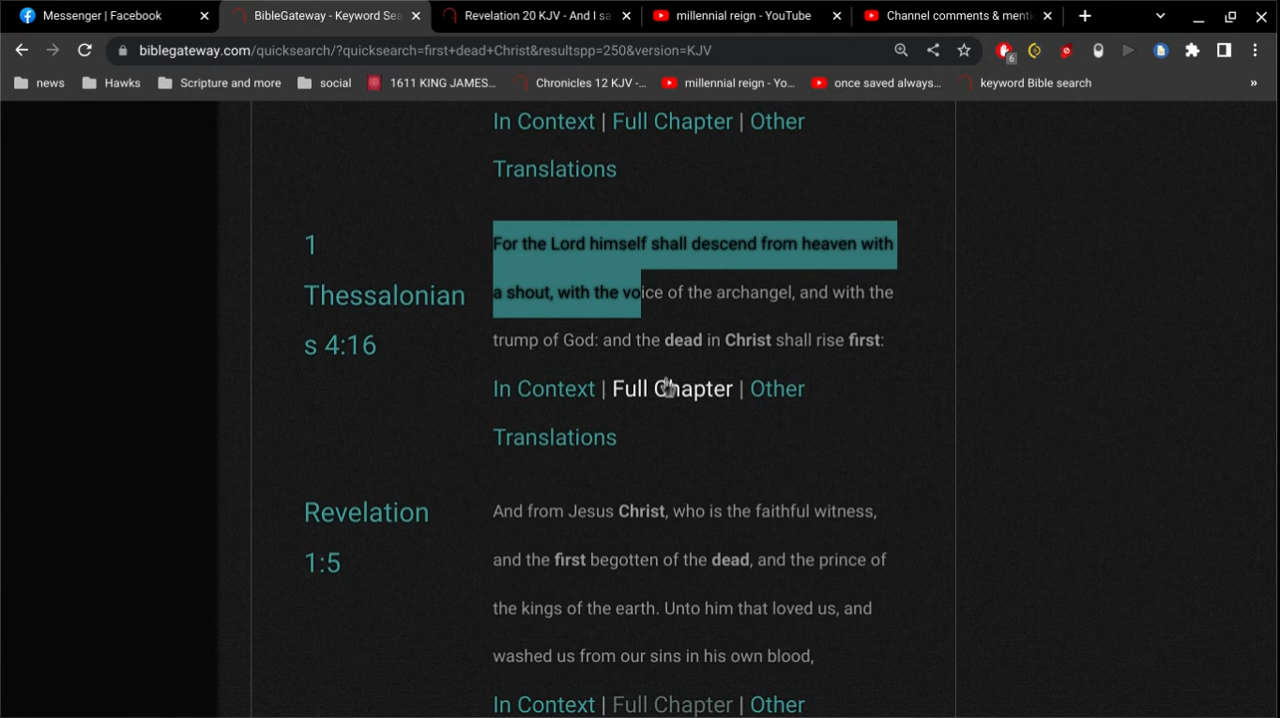 Messenger | Facebook
BibleGateway - Keyword Sea
Revelation 20 KJV - And I sa
millennial reign - YouTube
Channel comments & menti
biblegateway.com/quicksearch/?quicksearch=first+dead+Christ&resultspp=250&version=KJV
6
news
Hawks
Scripture and more
social
1611 KING JAMES...
Chronicles 12 KJV -...
millennial reign - Yo...
once saved always...
keyword Bible search
»
In Context | Full Chapter | Other
Translations
1
Thessalonian
s 4:16
For the Lord himself shall descend from heaven with
a shout, with the voice of the archangel, and with the
trump of God: and the dead in Christ shall rise first:
In Context | Full Chapter | Other
Translations
Revelation
1:5
And from Jesus Christ, who is the faithful witness,
and the first begotten of the dead, and the prince of
the kings of the earth. Unto him that loved us, and
washed us from our sins in his own blood,
In Context | Full Chapter | Other